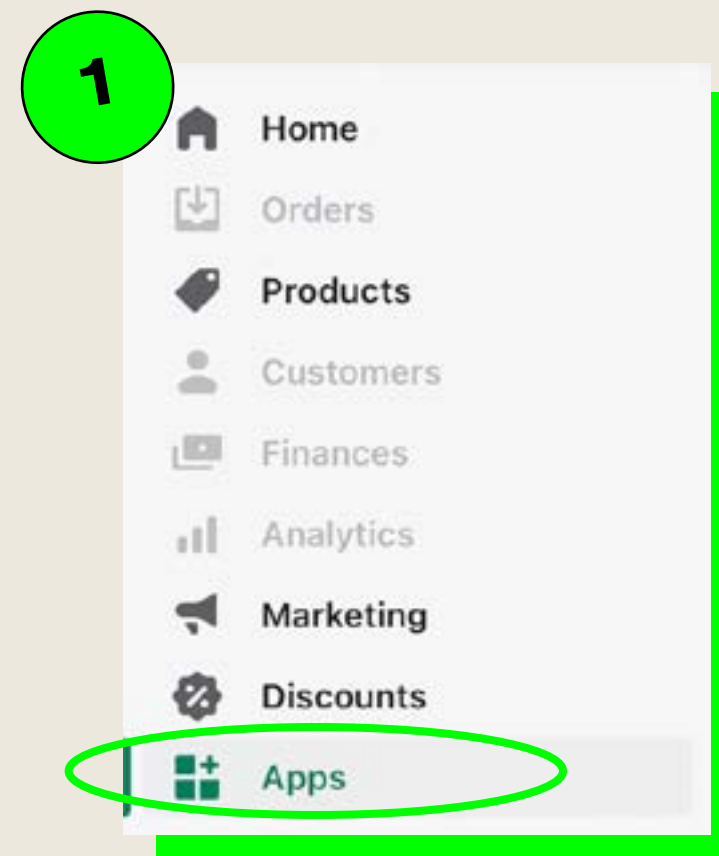 1
Home
Orders
Products
Customers
Finances
Analytics
Marketing
Discounts
Apps